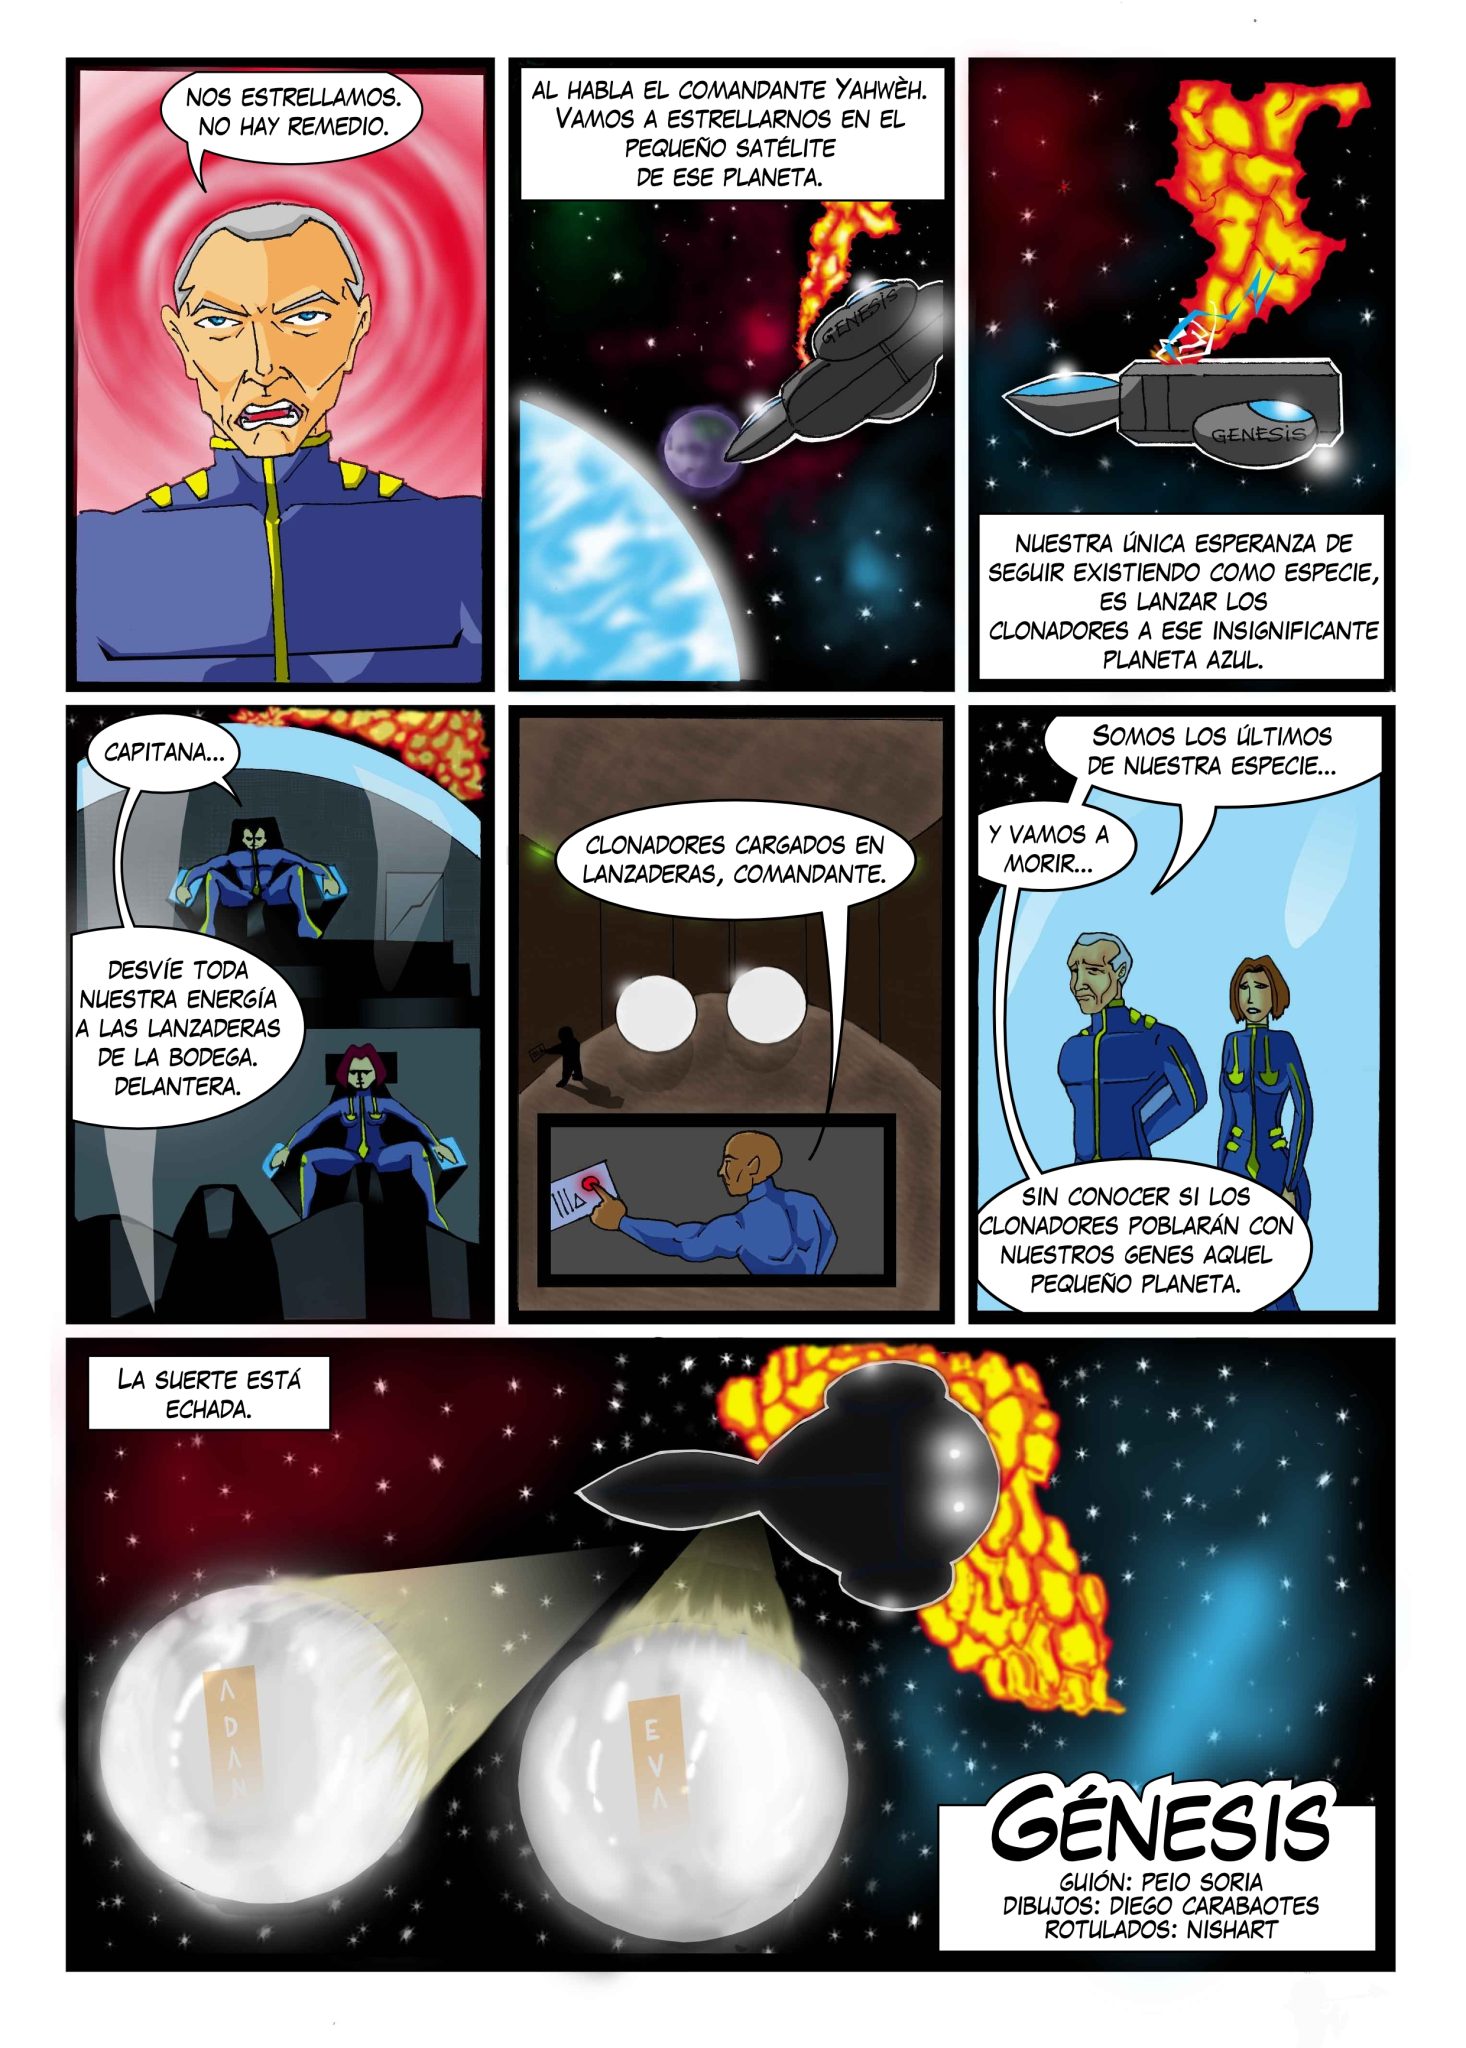 NOS ESTRELLAMOS.
NO HAY REMEDIO.
AL HABLA EL COMANDANTE YAHWÈH.
VAMOS A ESTRELLARNOS EN EL
PEQUEÑO SATÉLITE
DE ESE PLANETA.
GENESIS
GENESIS
NUESTRA ÚNICA ESPERANZA DE
SEGUIR EXISTIENDO COMO ESPECIE,
ES LANZAR LOS
CLONADORES A ESE INSIGNIFICANTE
PLANETA AZUL.
CAPITANA...
DESVÍE TODA
NUESTRA ENERGÍA
A LAS LANZADERAS
DE LA BODEGA.
DELANTERA.
CLONADORES CARGADOS EN
LANZADERAS, COMANDANTE.
SOMOS LOS ÚLTIMOS
DE NUESTRA ESPECIE...
Y VAMOS A
MORIR...
SIN CONOCER SI LOS
CLONADORES POBLARÁN CON
NUESTROS GENES AQUEL
PEQUEÑO PLANETA.
LA SUERTE ESTÁ
ECHADA.
ADAN
EVA
GÉNESIS
GUIÓN: PEIO SORIA
DIBUJOS: DIEGO CARABAOTES
ROTULADOS: NISHART